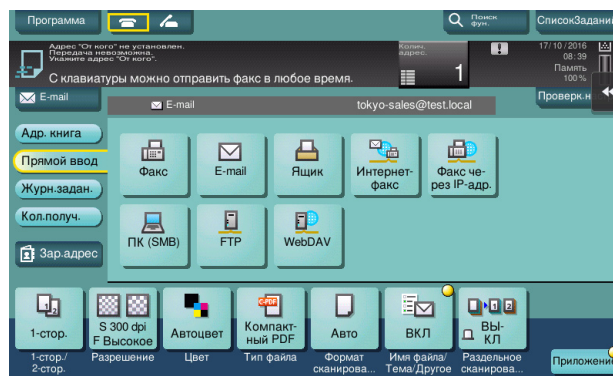 Программа
Поиск
фун.
СписокЗадани
Адрес "От кого" не установлен.
Передача невозможна.
Укажите адрес "От кого".
С клавиатуры можно отправить факс в любое время.
Колич.
адрес.
1
17/10/2016
08:39
Память
100%
E-mail
E-mail
tokyo-sales@test.local
Проверк.н
Адр. книга
Прямой ввод
Журн.задан.
Кол.получ.
Зар.адрес
Факс
E-mail
Ящик
Интернет-
факс
Факс че-
рез IP-адр.
ПК (SMB)
FTP
WebDAV
1-стор.
S 300 dpi
F Высокое
Автоцвет
C-PDF
Компакт-
ный PDF
Авто
ВКЛ
ВЫ-
КЛ
1-стор./
2-стор.
Разрешение
Цвет
Тип файла
Формат
сканирова...
Имя файла/
Тема/Другое
Раздельное
сканирова...
Приложение